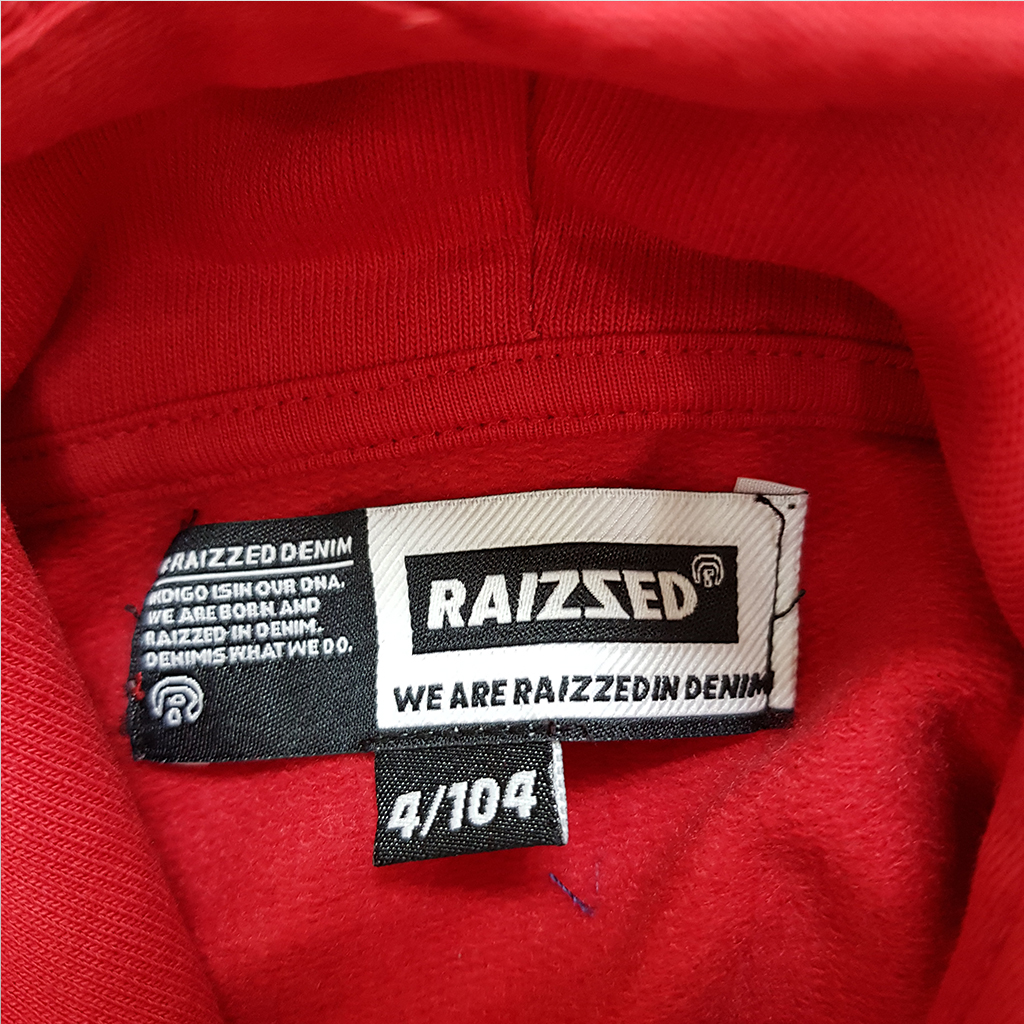 #RAIZZED DENIM
INDIGO IS IN OUR DNA.
WE ARE BORN AND
RAIZZED IN DENIM.
DENIM IS WHAT WE DO.
RAIZZED
WE ARE RAIZZED IN DENIM
4/104